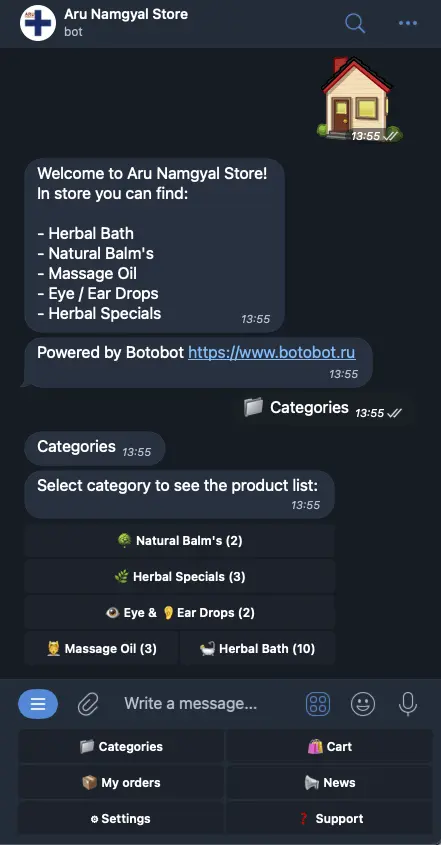 Aru Namgyal Store
bot
13:55
Welcome to Aru Namgyal Store!
In store you can find:
- Herbal Bath
- Natural Balm's
- Massage Oil
- Eye / Ear Drops
- Herbal Specials
13:55
Powered by Botobot https://www.botobot.ru
13:55
Categories 13:55
Categories 13:55
Select category to see the product list:
13:55
Natural Balm's (2)
Herbal Specials (3)
Eye & Ear Drops (2)
Massage Oil (3) Herbal Bath (10)
Write a message...
Categories Cart
My orders News
Settings Support